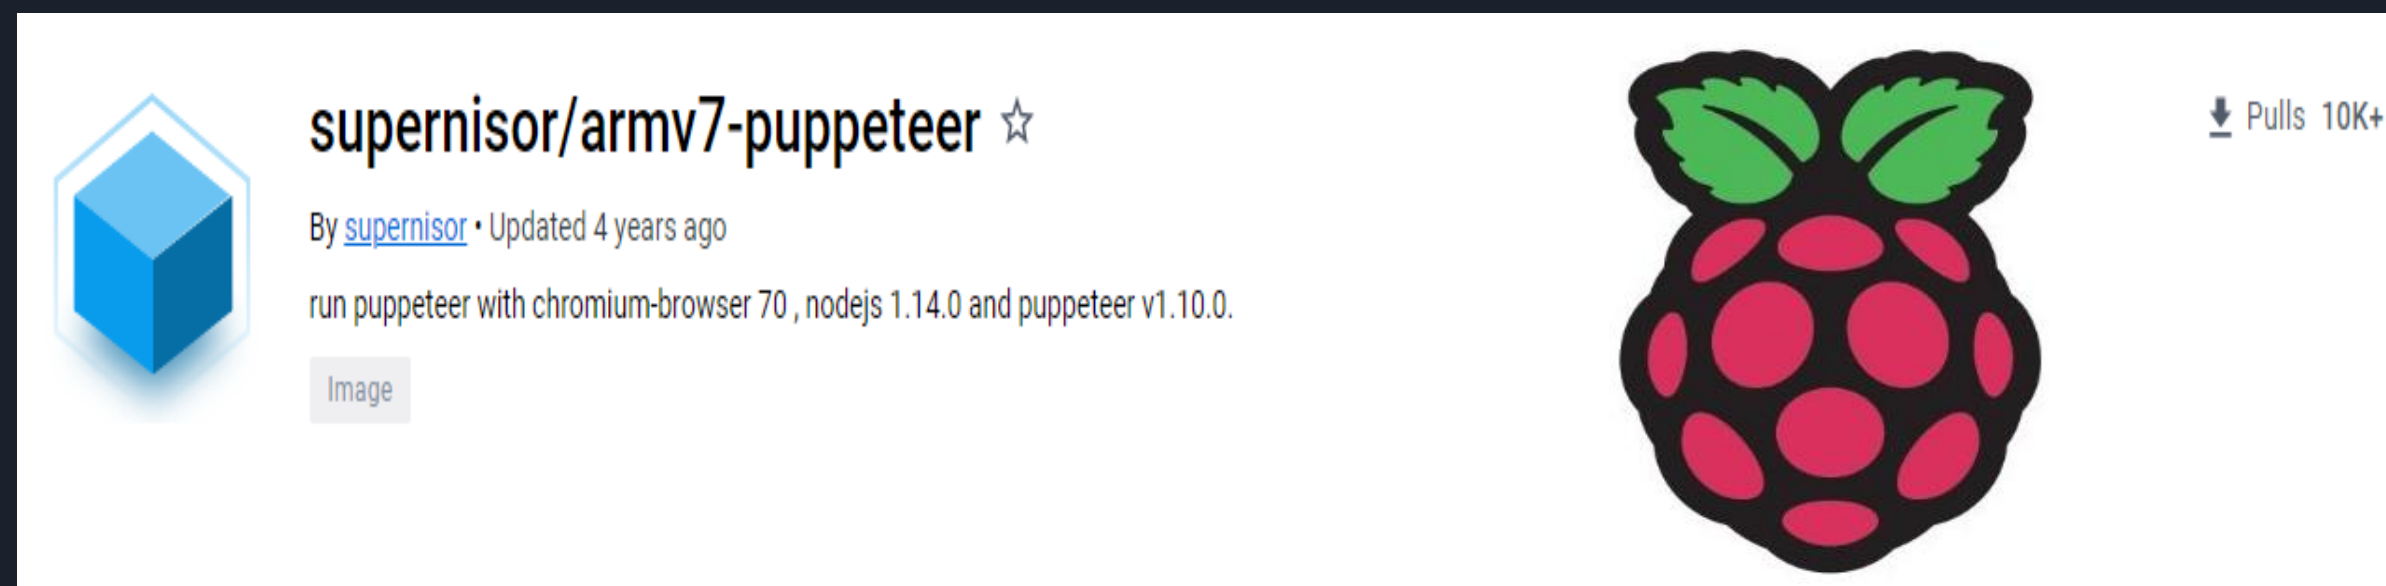 supernisor/armv7-puppeteer
Pulls 10K+
By supernisor • Updated 4 years ago
run puppeteer with chromium-browser 70 , nodejs 1.14.0 and puppeteer v1.10.0.
Image